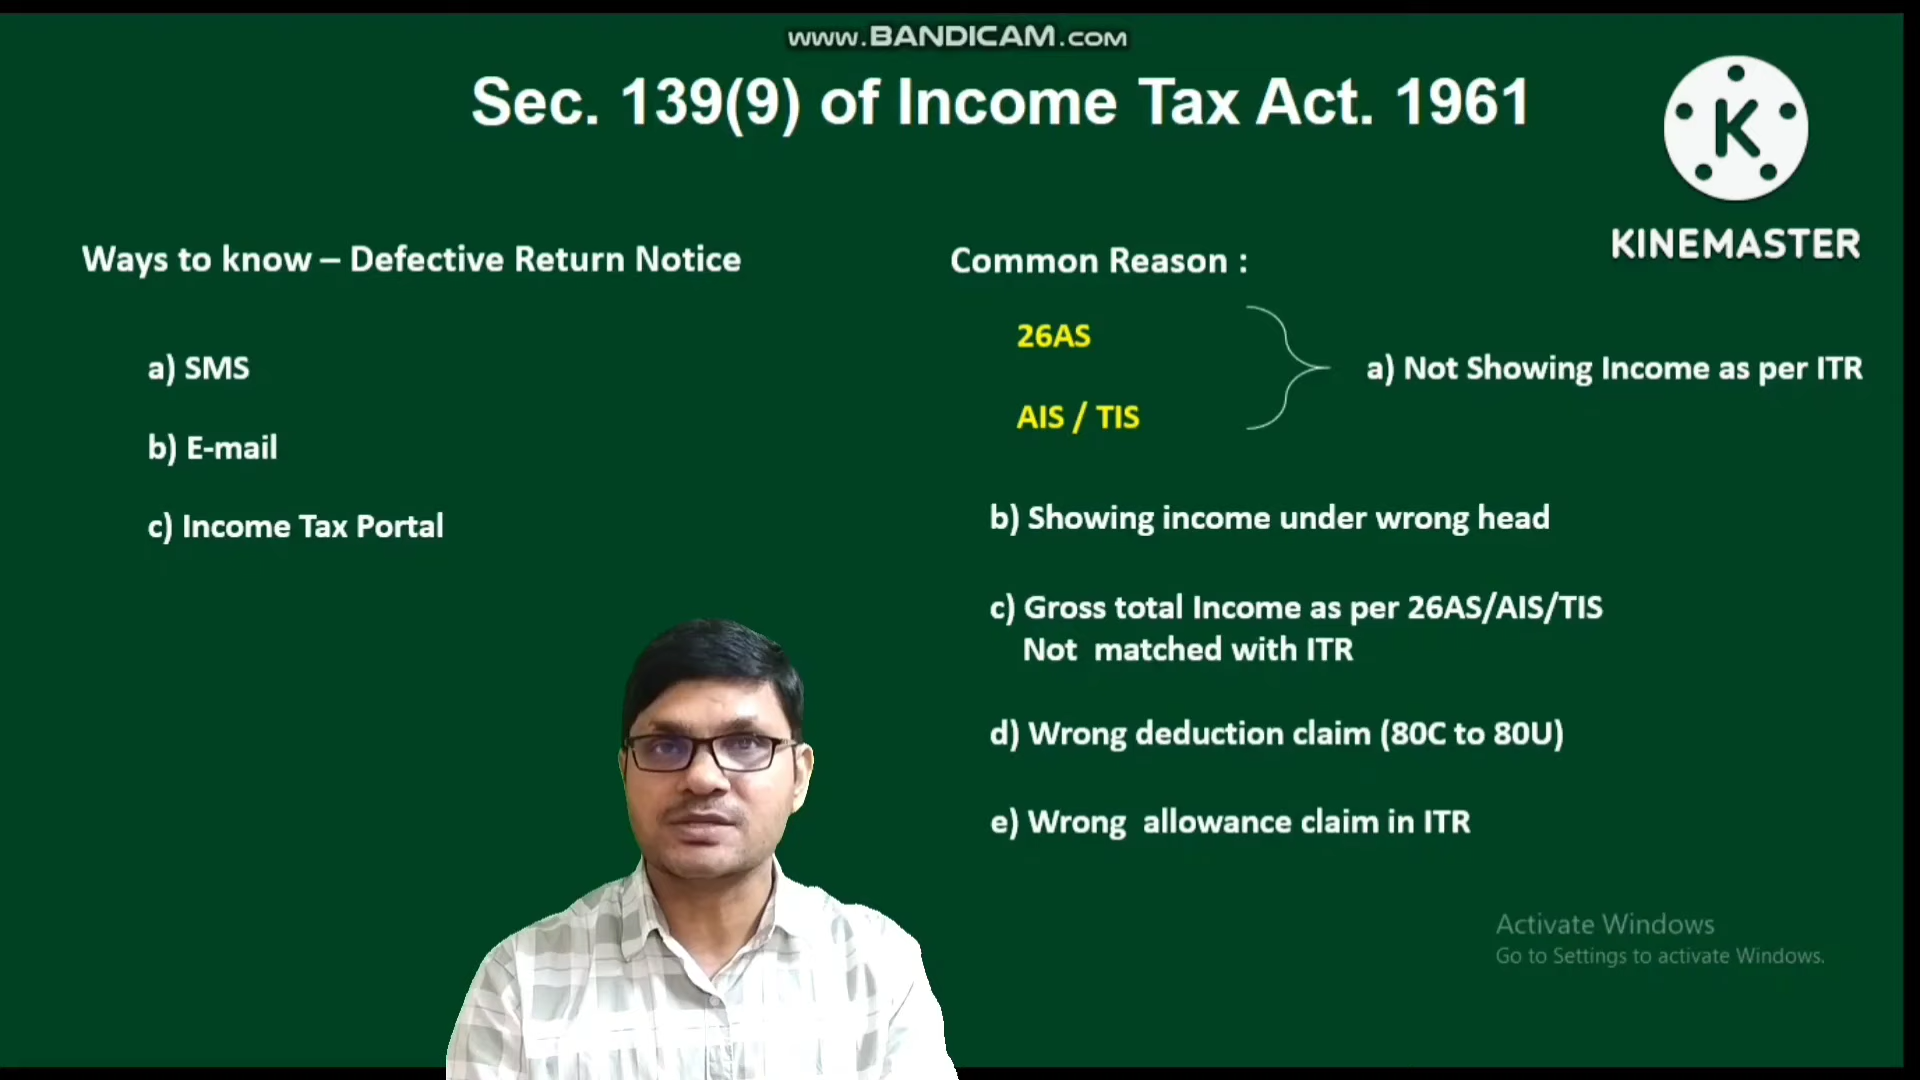 www.BANDICAM.com
Sec. 139(9) of Income Tax Act. 1961
K
KINEMASTER
Ways to know – Defective Return Notice
a) SMS
b) E-mail
c) Income Tax Portal
Common Reason :
26AS
AIS / TIS
a) Not Showing Income as per ITR
b) Showing income under wrong head
c) Gross total Income as per 26AS/AIS/TIS
Not matched with ITR
d) Wrong deduction claim (80C to 80U)
e) Wrong allowance claim in ITR
Activate Windows
Go to Settings to activate Windows.